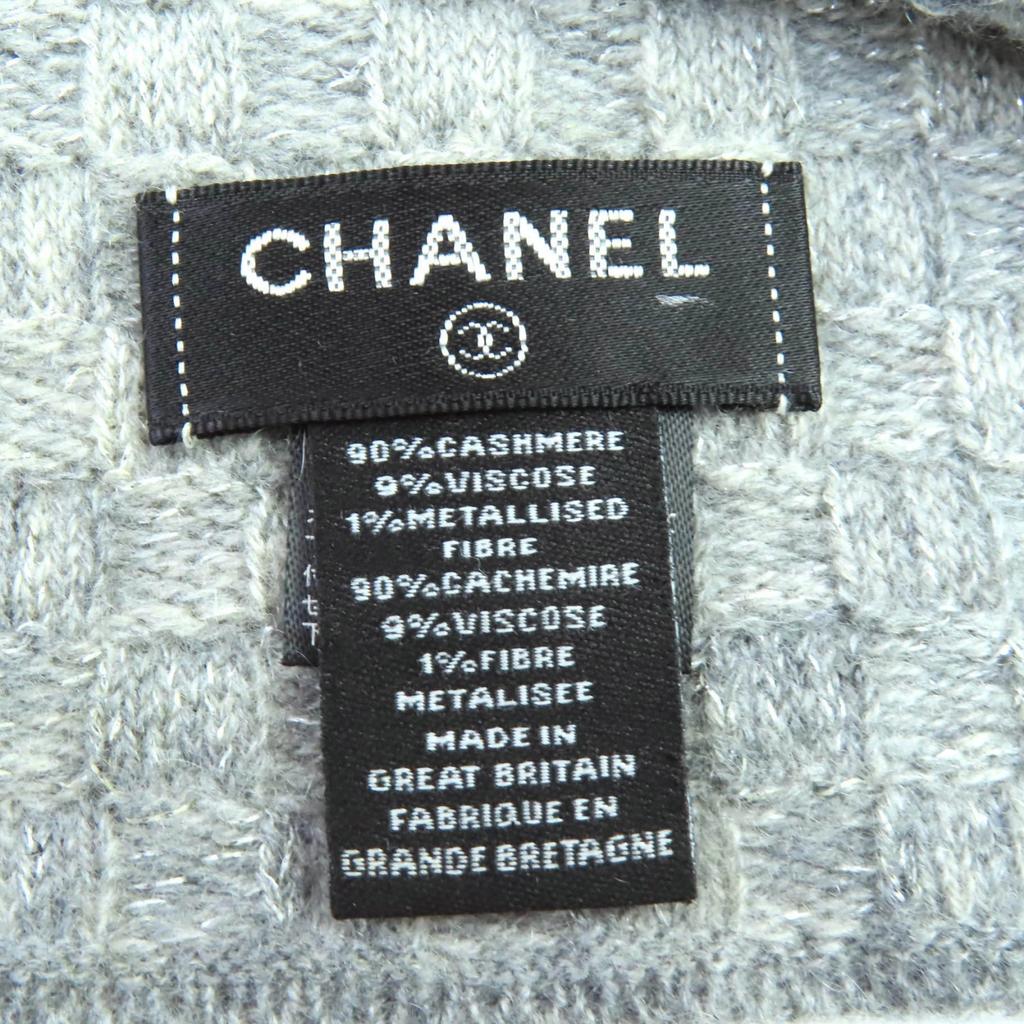 CHANEL
90%CASHMERE
9%VISCOSE
1%METALLISED
FIBRE
90%CACHEMIRE
9%VISCOSE
1%FIBRE
METALISEE
MADE IN
GREAT BRITAIN
FABRIQUE EN
GRANDE BRETAGNE